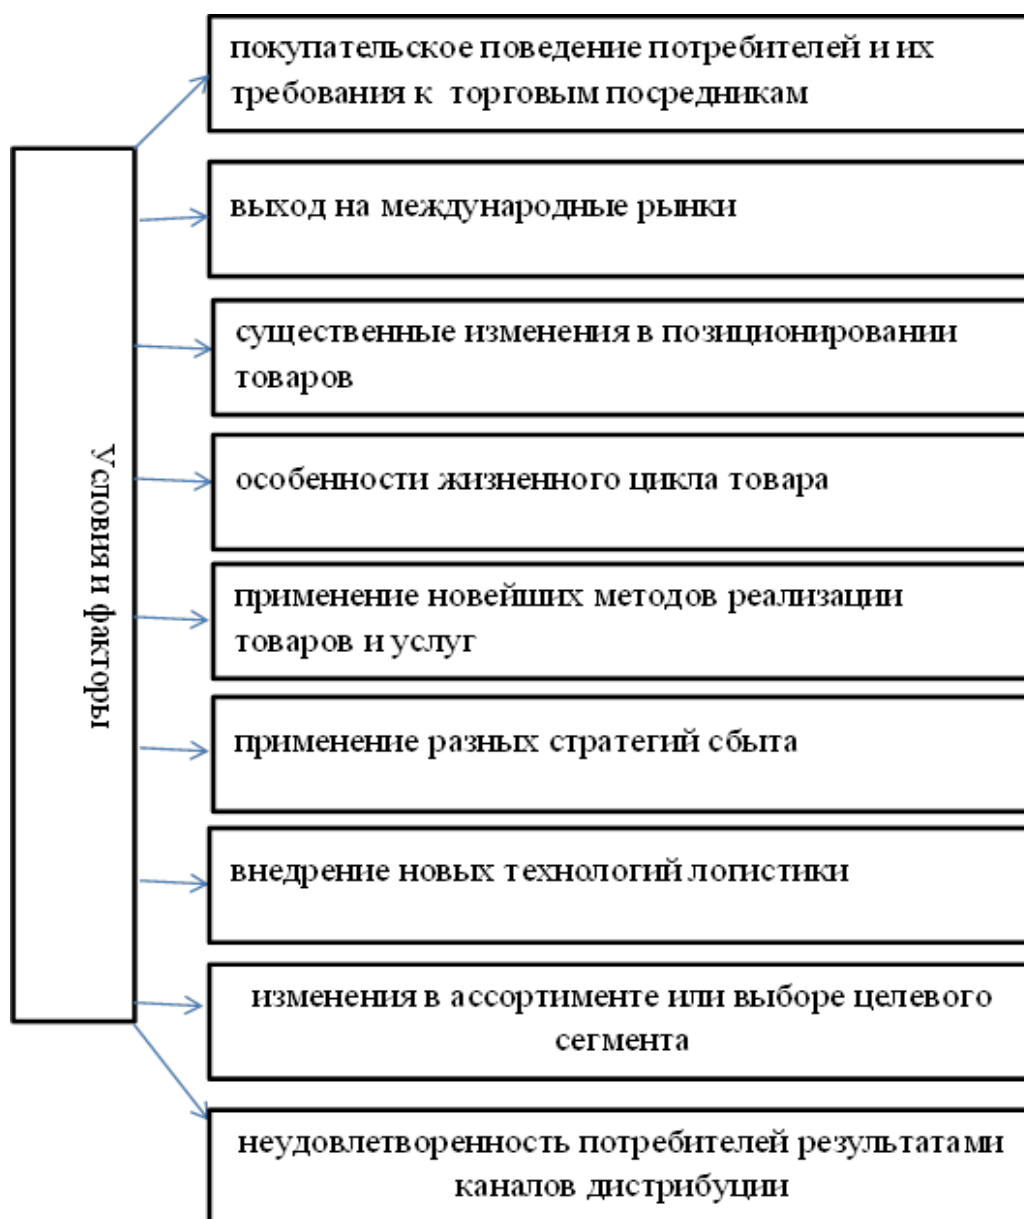 покупательское поведение потребителей и их
требования к торговым посредникам
выход на международные рынки
существенные изменения в позиционировании
товаров
особенности жизненного цикла товара
Условия и факторы
применение новейших методов реализации
товаров и услуг
применение разных стратегий сбыта
внедрение новых технологий логистики
изменения в ассортименте или выборе целевого
сегмента
неудовлетворенность потребителей результатами
каналов дистрибуции